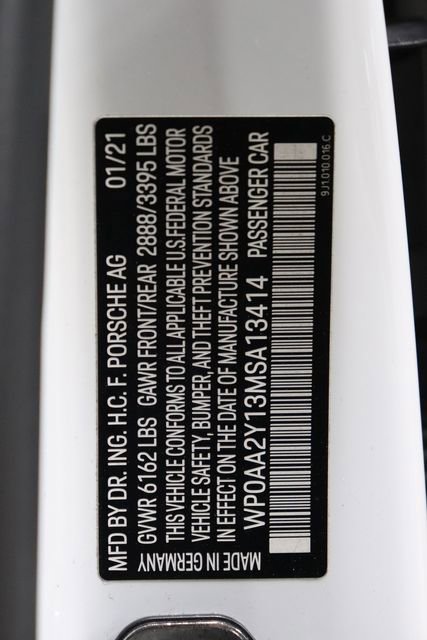 MFD BY DR. ING. H.C. F. PORSCHE AG 01/21
GVWR 6162 LBS GAWR FRONT/REAR 2888/3395 LBS
THIS VEHICLE CONFORMS TO ALL APPLICABLE U.S. FEDERAL MOTOR
VEHICLE SAFETY, BUMPER, AND THEFT PREVENTION STANDARDS
IN EFFECT ON THE DATE OF MANUFACTURE SHOWN ABOVE
WP0AA2Y13MSA13414 PASSENGER CAR
MADE IN GERMANY
9J1.010.016 C